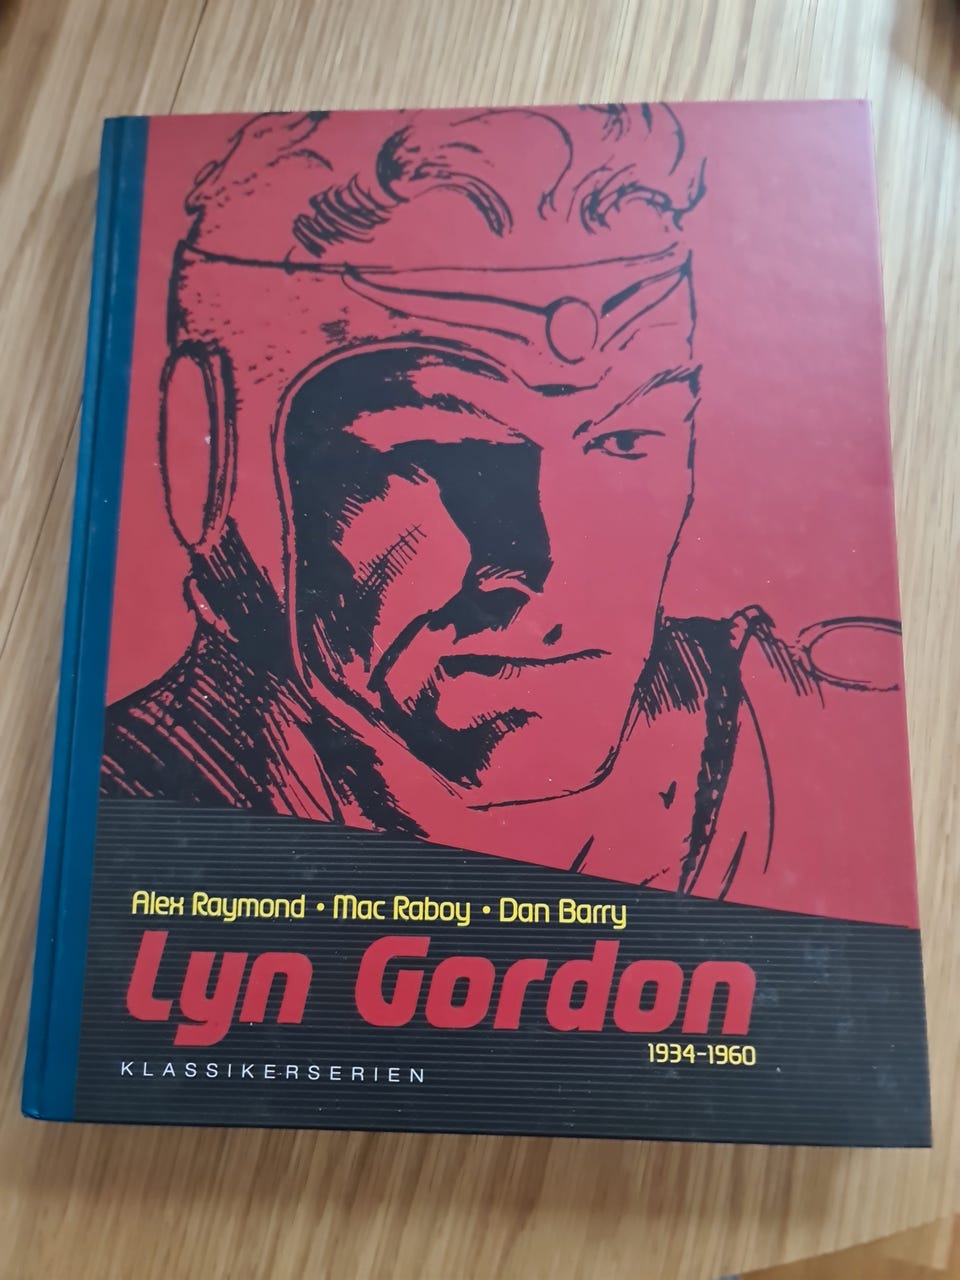 Alex Raymond • Mac Raboy • Dan Barry
Lyn Gordon
1934-1960
KLASSIKERSERIEN